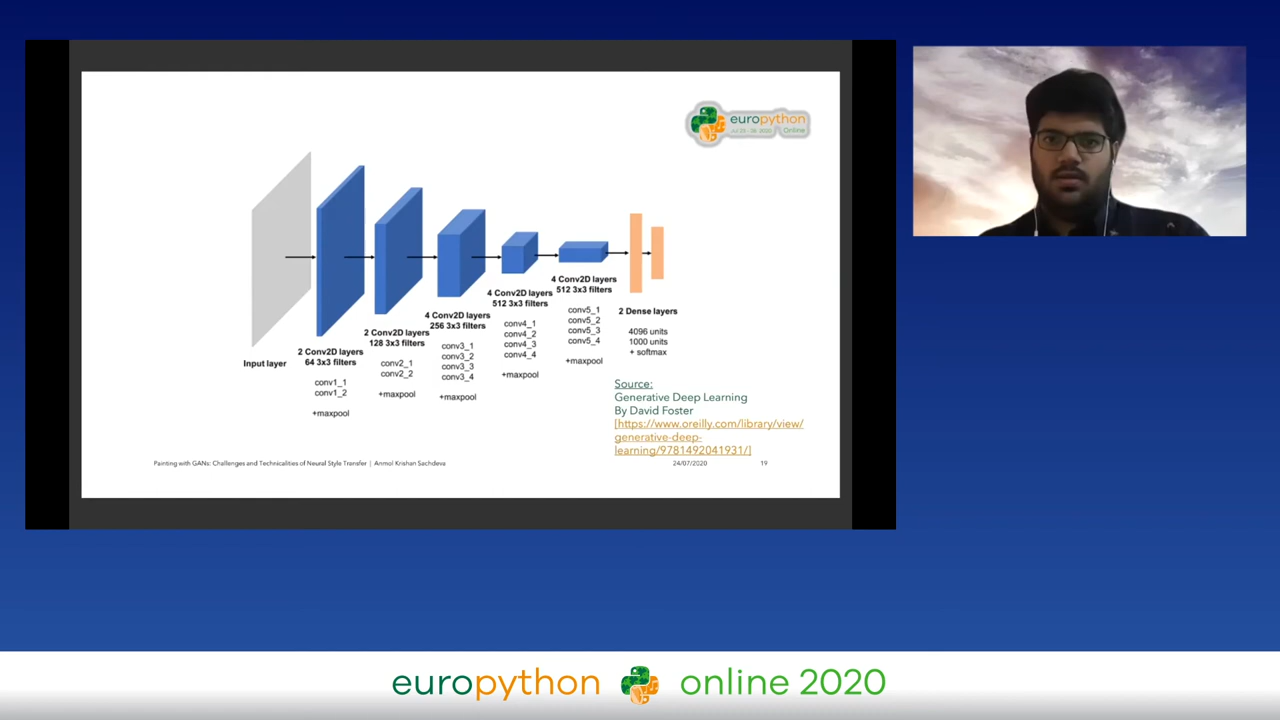 europython
Jul 23 - 26, 2020 Online
Input layer
2 Conv2D layers
64 3x3 filters
conv1_1
conv1_2
+maxpool
2 Conv2D layers
128 3x3 filters
conv2_1
conv2_2
+maxpool
4 Conv2D layers
256 3x3 filters
conv3_1
conv3_2
conv3_3
conv3_4
+maxpool
4 Conv2D layers
512 3x3 filters
conv4_1
conv4_2
conv4_3
conv4_4
+maxpool
4 Conv2D layers
512 3x3 filters
conv5_1
conv5_2
conv5_3
conv5_4
+maxpool
2 Dense layers
4096 units
1000 units
+ softmax
Source:
Generative Deep Learning
By David Foster
[https://www.oreilly.com/library/view/
generative-deep-
learning/9781492041931/]
Painting with GANs: Challenges and Technicalities of Neural Style Transfer | Anmol Krishan Sachdeva
24/07/2020
19
europython online 2020